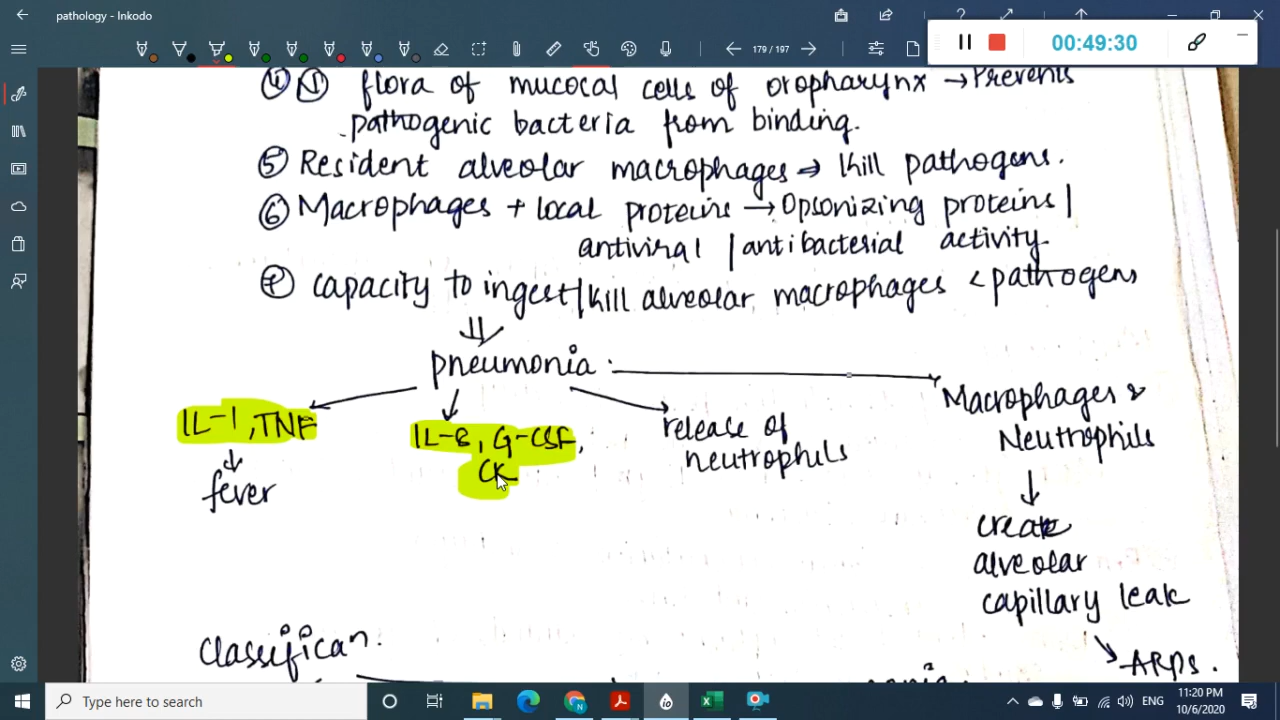 pathology - Inkodo
179 / 197
00:49:30
④ ① flora of mucocal cells of oropharynx → Prevents
pathogenic bacteria from binding.
⑤ Resident alveolar macrophages → kill pathogens.
⑥ Macrophages + local proteins → Opsonizing proteins |
antiviral | antibacterial activity
⑦ capacity to ingest | kill alveolar macrophages < pathogens
⇓
pneumonia :
IL-1, TNF
↓
fever
IL-8, G-CSF,
CK
release of
neutrophils
Macrophages &
Neutrophils
↓
create
alveolar
capillary leak
ARDS.
classifican.
Type here to search
ENG
11:20 PM
10/6/2020